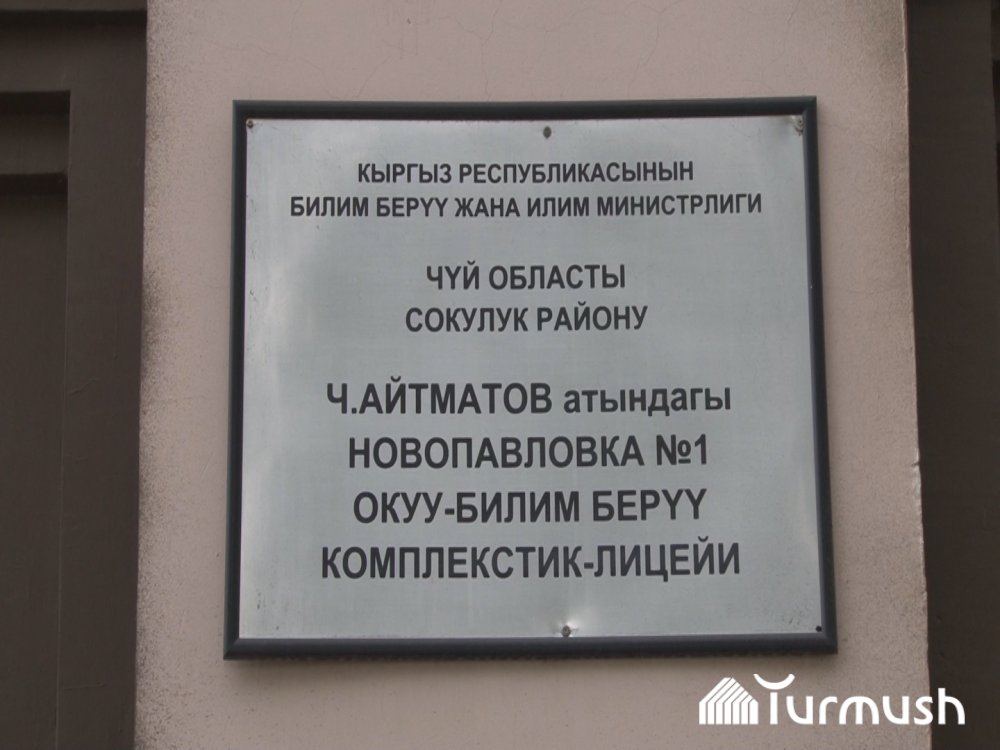 КЫРГЫЗ РЕСПУБЛИКАСЫНЫН
БИЛИМ БЕРҮҮ ЖАНА ИЛИМ МИНИСТРЛИГИ
ЧҮЙ ОБЛАСТЫ
СОКУЛУК РАЙОНУ
Ч.АЙТМАТОВ атындагы
НОВОПАВЛОВКА №1
ОКУУ-БИЛИМ БЕРҮҮ
КОМПЛЕКСТИК-ЛИЦЕЙИ
Turmush